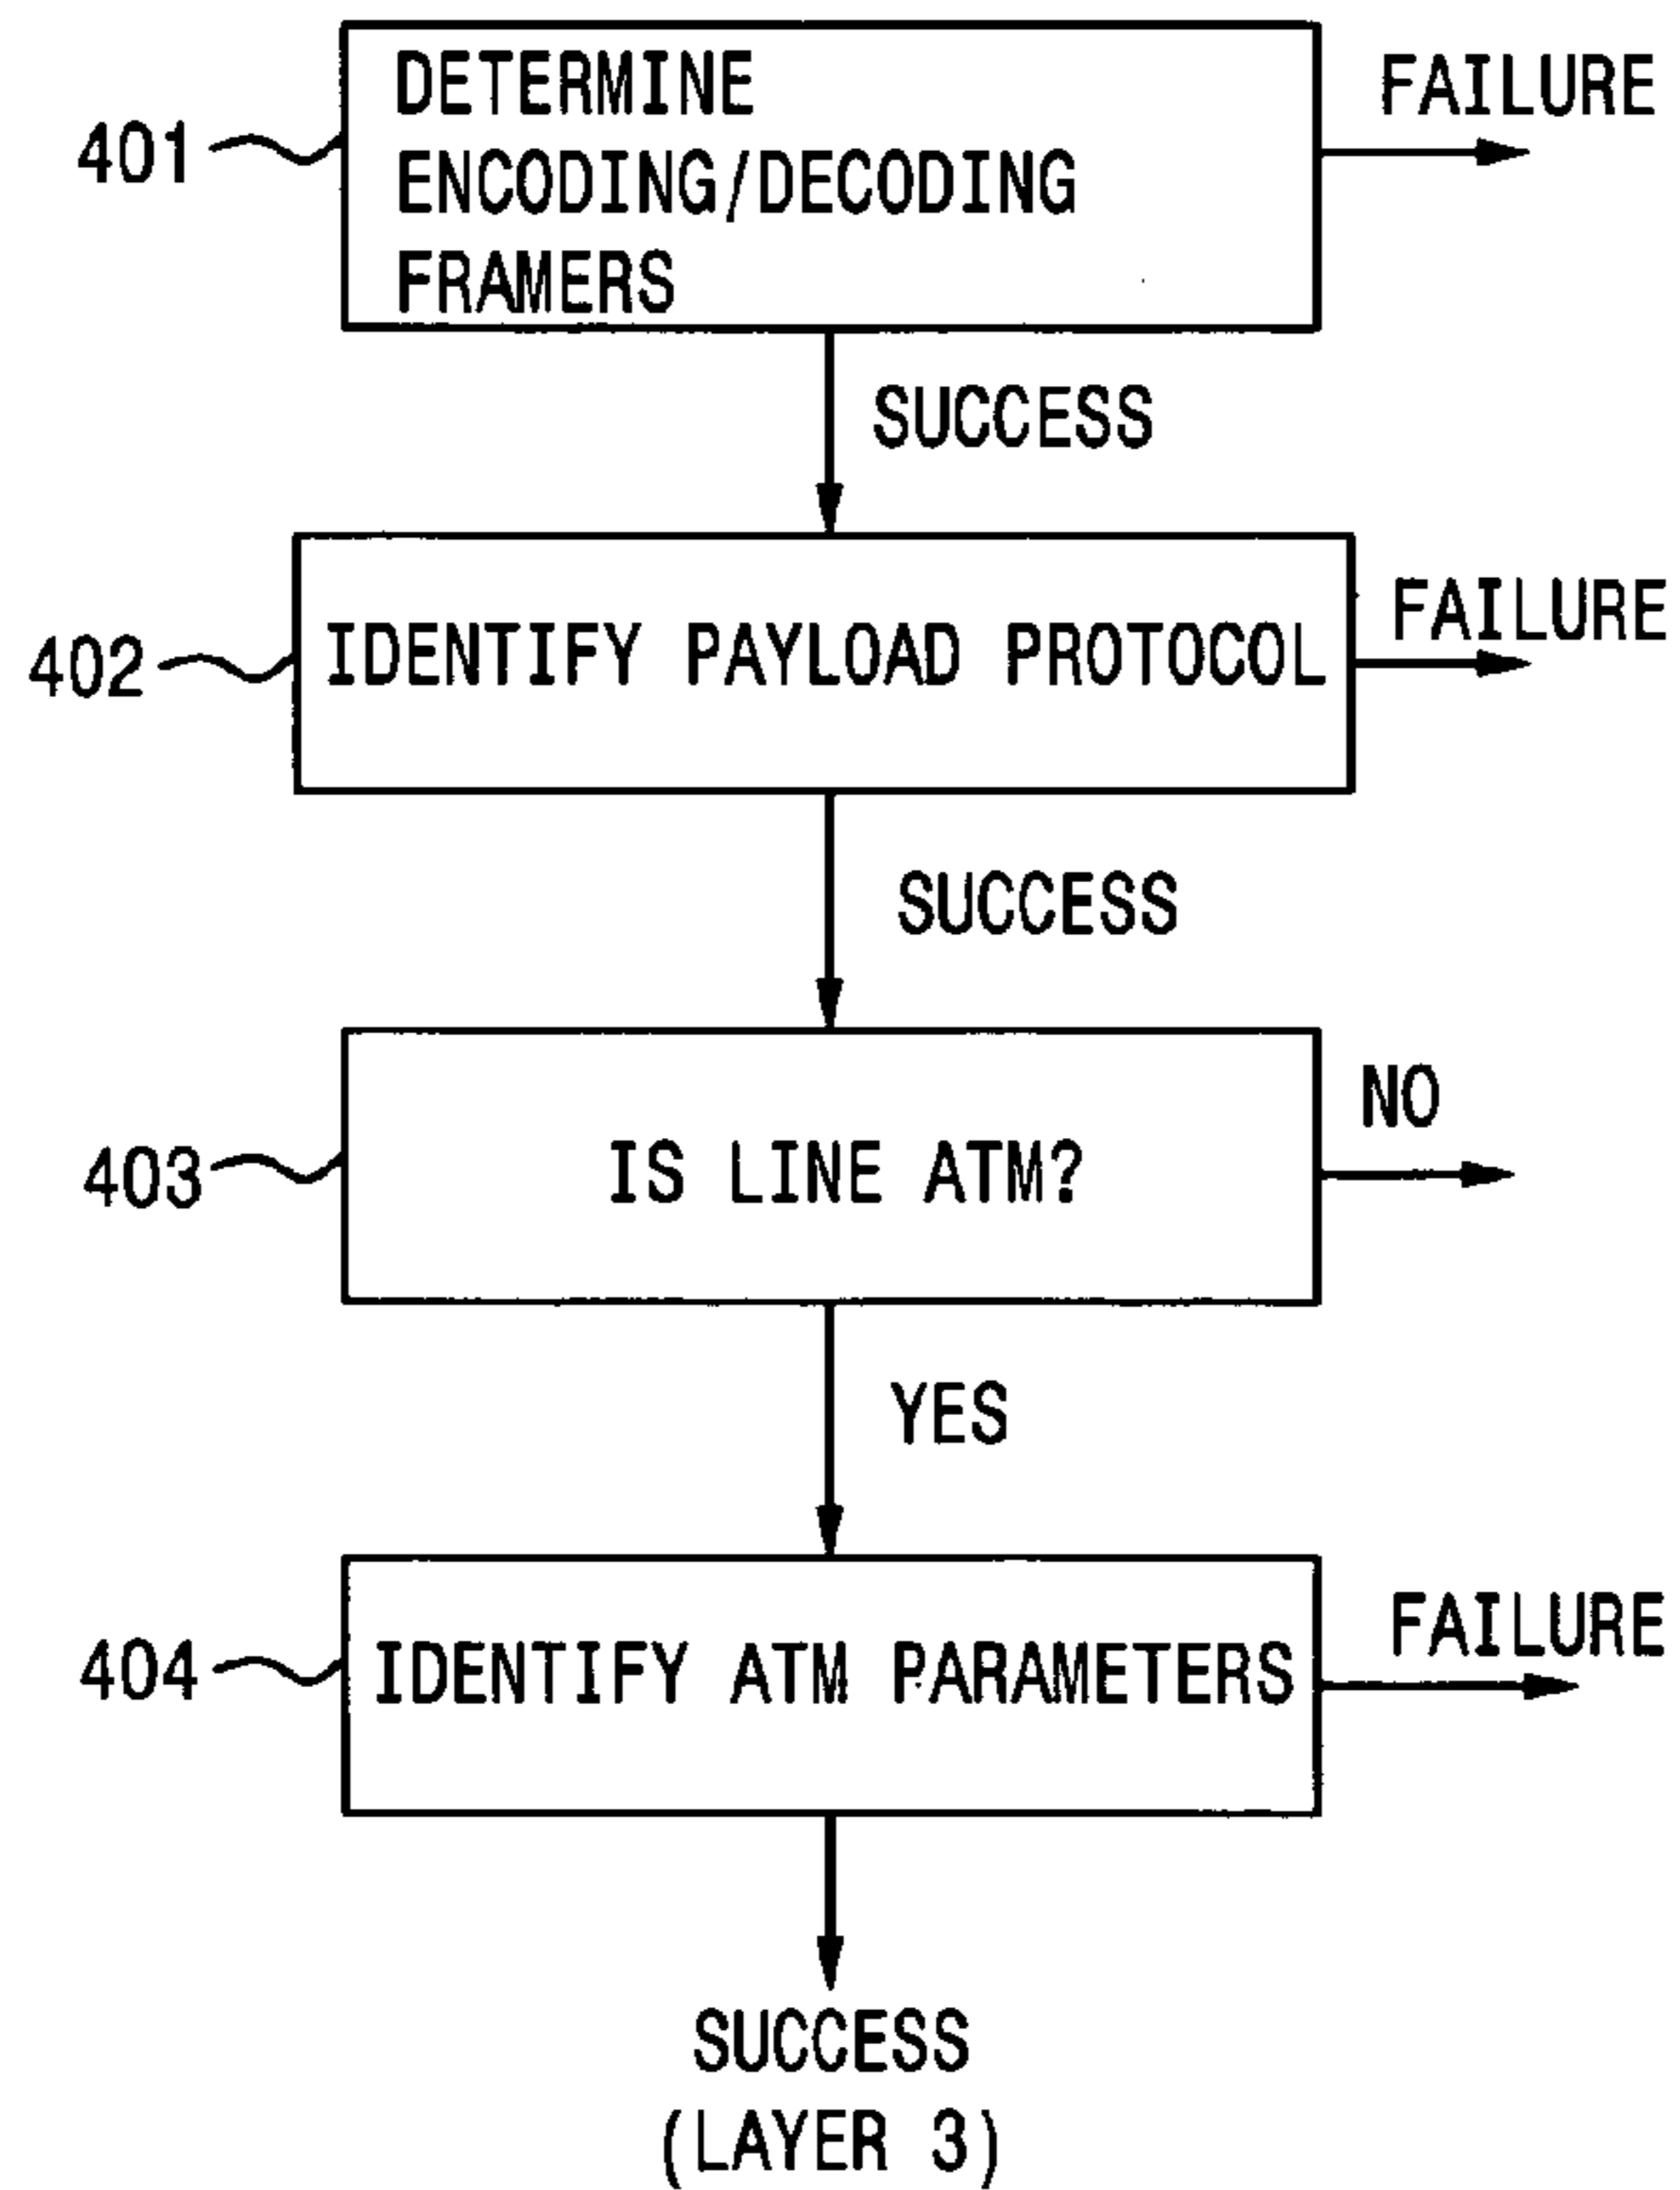 DETERMINE
ENCODING/DECODING
FRAMERS
401
FAILURE
SUCCESS
402
IDENTIFY PAYLOAD PROTOCOL
FAILURE
SUCCESS
403
IS LINE ATM?
NO
YES
404
IDENTIFY ATM PARAMETERS
FAILURE
SUCCESS
(LAYER 3)